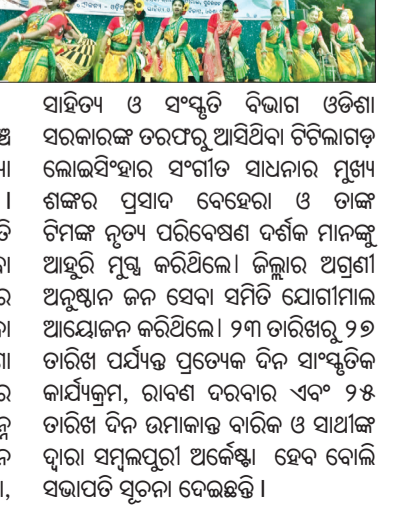 ସାହିତ୍ୟ ଓ ସଂସ୍କୃତି ବିଭାଗ ଓଡିଶା
ସରକାରଙ୍କ ତରଫରୁ ଆସିଥିବା ଟିଟିଲାଗଡ଼
ଲୋଇସିଂହାର ସଂଗୀତ ସାଧନାର ମୁଖ୍ୟ
ଶଙ୍କର ପ୍ରସାଦ ବେହେରା ଓ ତାଙ୍କ
ଟିମଙ୍କ ନୃତ୍ୟ ପରିବେଷଣ ଦର୍ଶକ ମାନଙ୍କୁ
ଆହୁରି ମୁଗ୍ଧ କରିଥିଲେ। ଜିଲ୍ଲାର ଅଗ୍ରଣୀ
ଅନୁଷ୍ଠାନ ଜନ ସେବା ସମିତି ଯୋଗୀମାଲ
ଆୟୋଜନ କରିଥିଲେ। ୨୩ ତାରିଖରୁ ୨୭
ତାରିଖ ପର୍ଯ୍ୟନ୍ତ ପ୍ରତ୍ୟେକ ଦିନ ସାଂସ୍କୃତିକ
କାର୍ଯ୍ୟକ୍ରମ, ରାବଣ ଦରବାର ଏବଂ ୨୫
ତାରିଖ ଦିନ ଉମାକାନ୍ତ ବାରିକ ଓ ସାଥୀଙ୍କ
ଦ୍ୱାରା ସମ୍ବଲପୁରୀ ଅର୍କେଷ୍ଟ୍ରା ହେବ ବୋଲି
ସଭାପତି ସୂଚନା ଦେଇଛନ୍ତି।